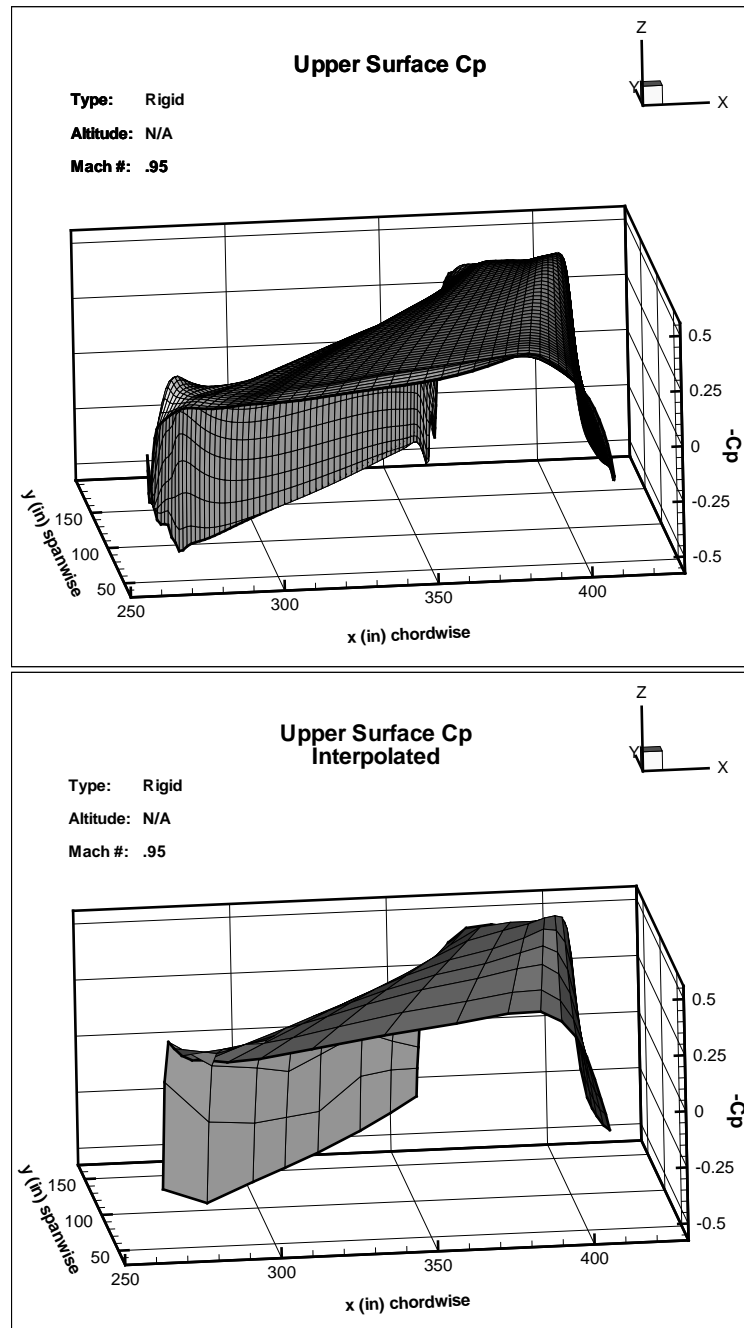 Z
Upper Surface Cp
Y
X
Type: Rigid
Altitude: N/A
Mach #: .95
0.5
0.25
0
-0.25
-0.5
-Cp
y (in) spanwise
150
100
50
250
300
350
400
x (in) chordwise
Z
Upper Surface Cp
Interpolated
Y
X
Type: Rigid
Altitude: N/A
Mach #: .95
0.5
0.25
0
-0.25
-0.5
-Cp
y (in) spanwise
150
100
50
250
300
350
400
x (in) chordwise